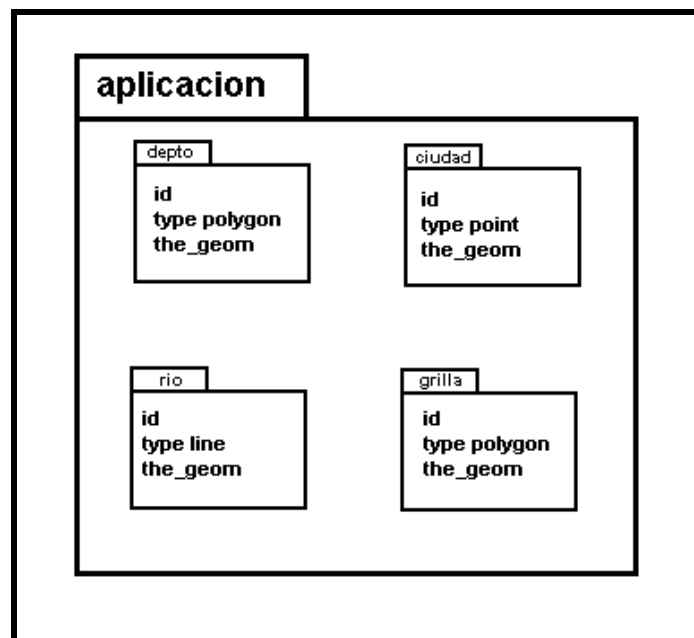 aplicacion
depto
id
type polygon
the_geom
ciudad
id
type point
the_geom
rio
id
type line
the_geom
grilla
id
type polygon
the_geom